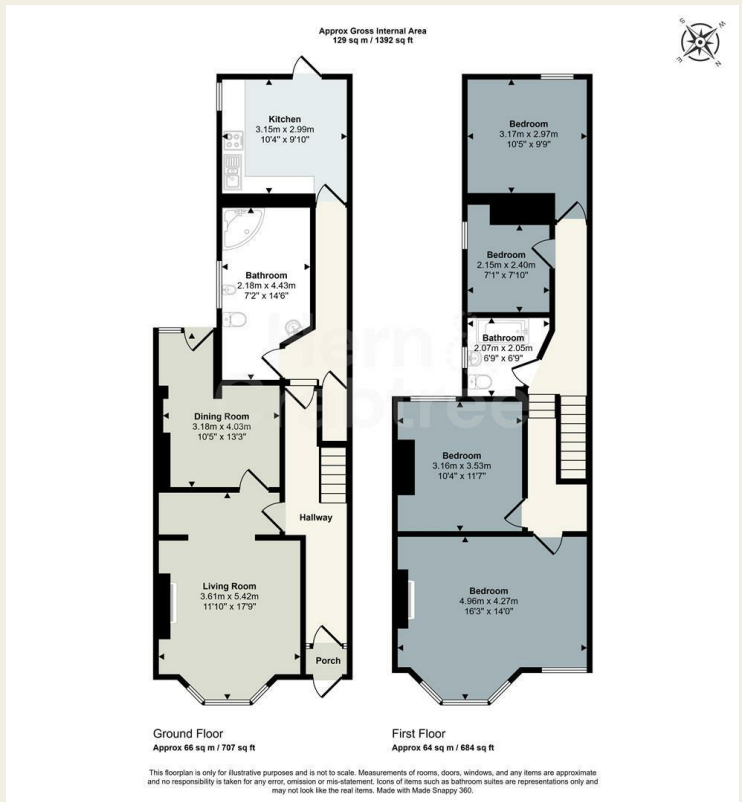 Approx Gross Internal Area
129 sq m / 1392 sq ft
S
W
E
N
Kitchen
3.15m x 2.99m
10'4" x 9'10"
Bathroom
2.18m x 4.43m
7'2" x 14'6"
Dining Room
3.18m x 4.03m
10'5" x 13'3"
Hallway
Living Room
3.61m x 5.42m
11'10" x 17'9"
Porch
Ground Floor
Approx 66 sq m / 707 sq ft
Bedroom
3.17m x 2.97m
10'5" x 9'9"
Bedroom
2.15m x 2.40m
7'1" x 7'10"
Bathroom
2.07m x 2.05m
6'9" x 6'9"
Bedroom
3.16m x 3.53m
10'4" x 11'7"
Bedroom
4.96m x 4.27m
16'3" x 14'0"
First Floor
Approx 64 sq m / 684 sq ft
Hern
Crabtree
This floorplan is only for illustrative purposes and is not to scale. Measurements of rooms, doors, windows, and any items are approximate
and no responsibility is taken for any error, omission or mis-statement. Icons of items such as bathroom suites are representations only and
may not look like the real items. Made with Made Snappy 360.